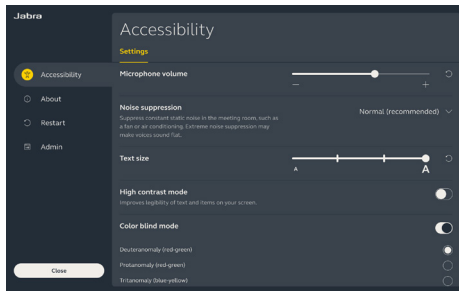 Jabra
Accessibility
Settings
Accessibility
About
Restart
Admin
Close
Microphone volume
Noise suppression
Suppress constant static noise in the meeting room, such as
a fan or air conditioning. Extreme noise suppression may
make voices sound flat.
Normal (recommended)
Text size
A
A
High contrast mode
Improves legibility of text and items on your screen.
Color blind mode
Deuteranomaly (red-green)
Protanomaly (red-green)
Tritanomaly (blue-yellow)